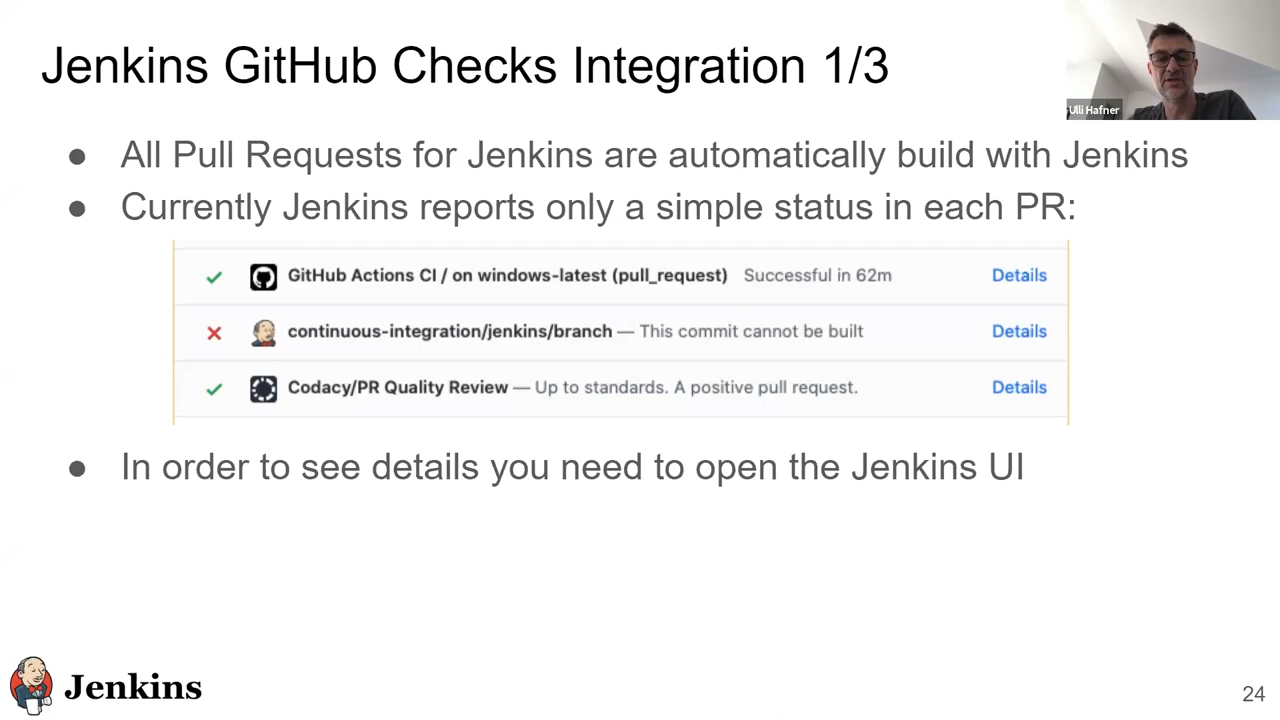 Jenkins GitHub Checks Integration 1/3
Ulli Hafner
● All Pull Requests for Jenkins are automatically build with Jenkins
● Currently Jenkins reports only a simple status in each PR:
GitHub Actions CI / on windows-latest (pull_request) Successful in 62m Details
continuous-integration/jenkins/branch — This commit cannot be built Details
Codacy/PR Quality Review — Up to standards. A positive pull request. Details
● In order to see details you need to open the Jenkins UI
Jenkins
24